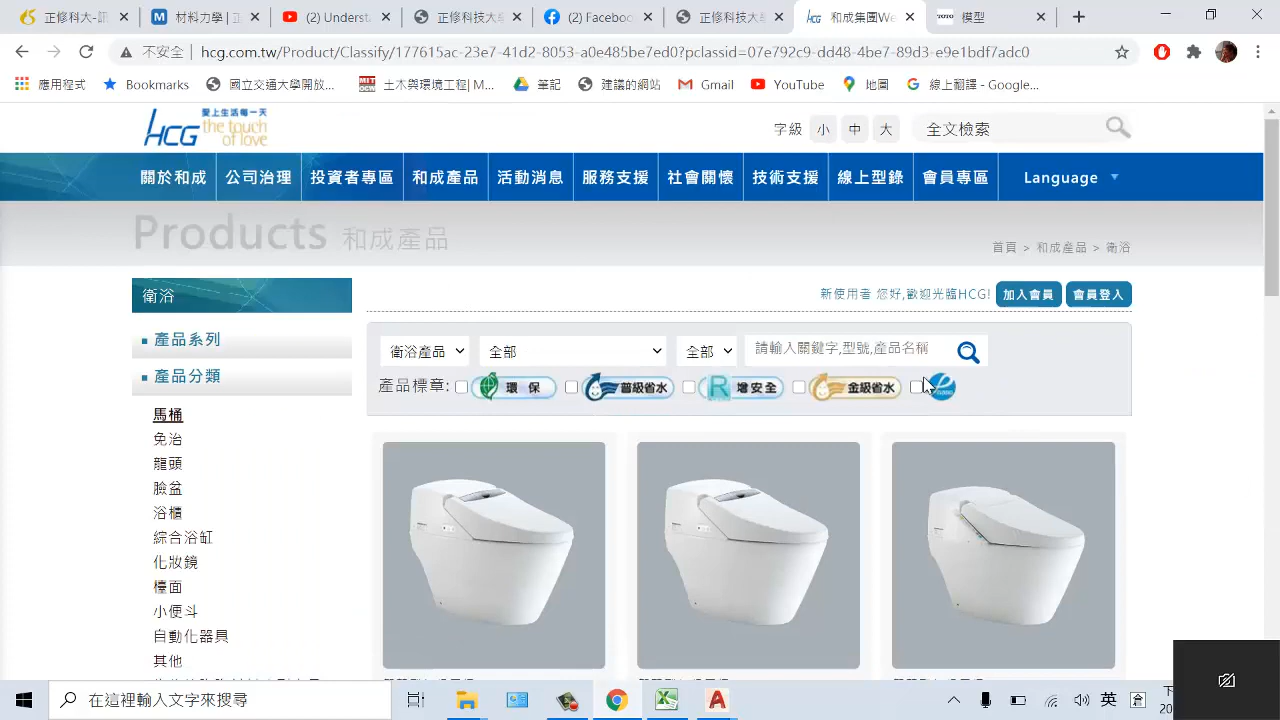 正修科大-訊
材料力學 | 正
(2) Underst
正修科技大學
(2) Faceboo
正修科技大學
和成集團We
TOTO 模型
不安全
hcg.com.tw/Product/Classify/177615ac-23e7-41d2-8053-a0e485be7ed0?pclassid=07e792c9-dd48-4be7-89d3-e9e1bdf7adc0
應用程式 Bookmarks 國立交通大學開放... 土木與環境工程| M... 筆記 建議的網站 Gmail YouTube 地圖 線上翻譯 - Google...
HCG 愛上生活每一天
the touch of love
字級 小 中 大 全文檢索
關於和成 公司治理 投資者專區 和成產品 活動消息 服務支援 社會關懷 技術支援 線上型錄 會員專區 Language
Products 和成產品
首頁 > 和成產品 > 衛浴
衛浴
新使用者 您好,歡迎光臨HCG! 加入會員 會員登入
產品系列
衛浴產品 全部 全部 請輸入關鍵字,型號,產品名稱
產品分類
產品標章: 環 保 普級省水 增安全 金級省水
馬桶
免治
龍頭
臉盆
浴櫃
綜合浴缸
化妝鏡
檯面
小便斗
自動化器具
其他
在這裡輸入文字來搜尋
英
下
20